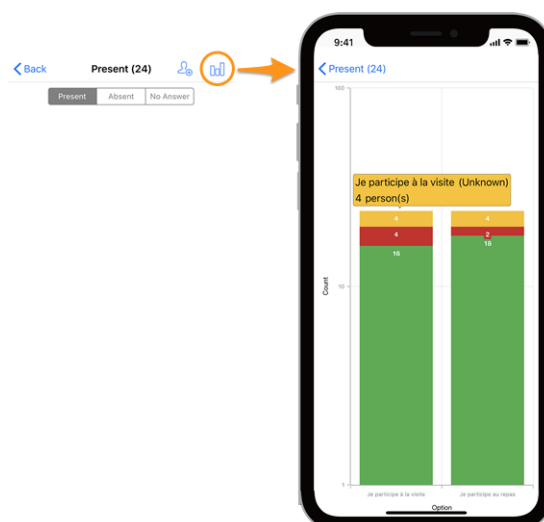 Back
Present (24)
Present
Absent
No Answer
9:41
Present (24)
100
Je participe à la visite (Unknown)
4 person(s)
4
4
4
2
16
18
Count
10
1
Je participe à la visite
Je participe au repas
Option